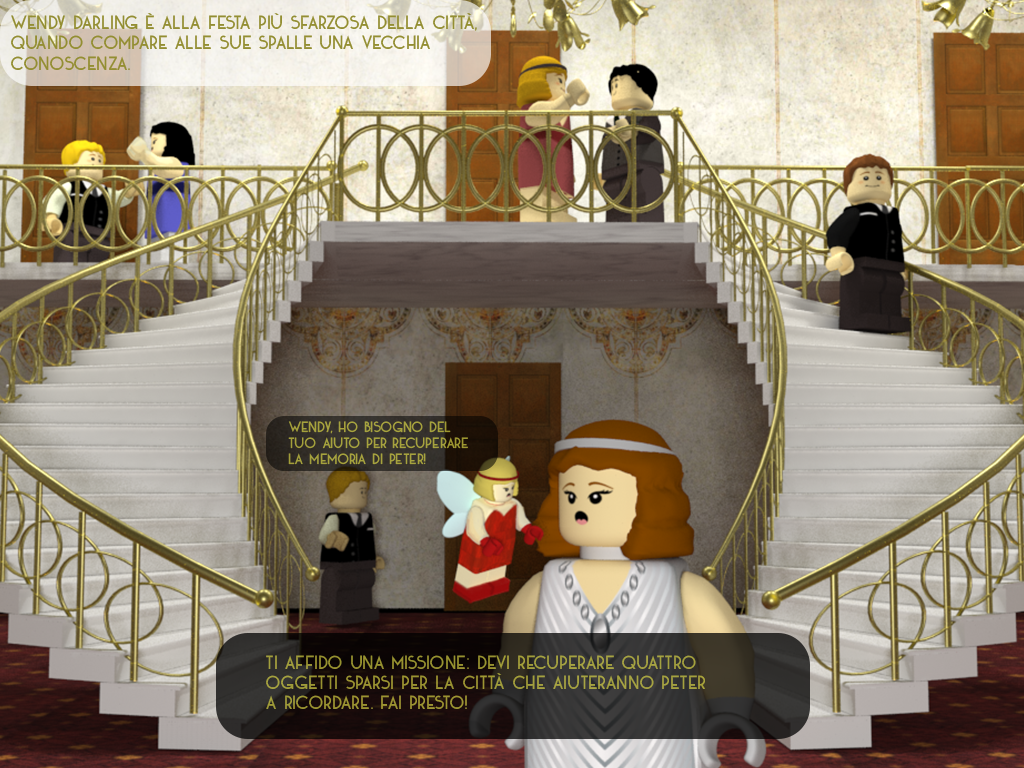 WENDY DARLING È ALLA FESTA PIÙ SFARZOSA DELLA CITTÀ,
QUANDO COMPARE ALLE SUE SPALLE UNA VECCHIA
CONOSCENZA.
WENDY, HO BISOGNO DEL
TUO AIUTO PER RECUPERARE
LA MEMORIA DI PETER!
TI AFFIDO UNA MISSIONE: DEVI RECUPERARE QUATTRO
OGGETTI SPARSI PER LA CITTÀ CHE AIUTERANNO PETER
A RICORDARE. FAI PRESTO!